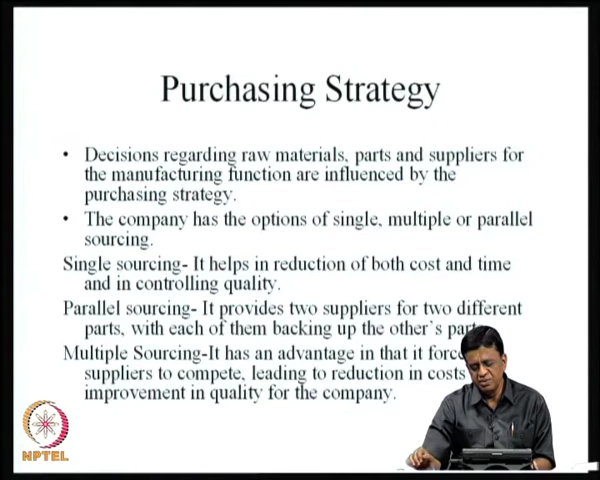 Purchasing Strategy
• Decisions regarding raw materials, parts and suppliers for
the manufacturing function are influenced by the
purchasing strategy.
• The company has the options of single, multiple or parallel
sourcing.
Single sourcing- It helps in reduction of both cost and time
and in controlling quality.
Parallel sourcing- It provides two suppliers for two different
parts, with each of them backing up the other's
Multiple Sourcing-It has an advantage in that it
suppliers to compete, leading to reduction in costs
improvement in quality for the company.
NPTEL